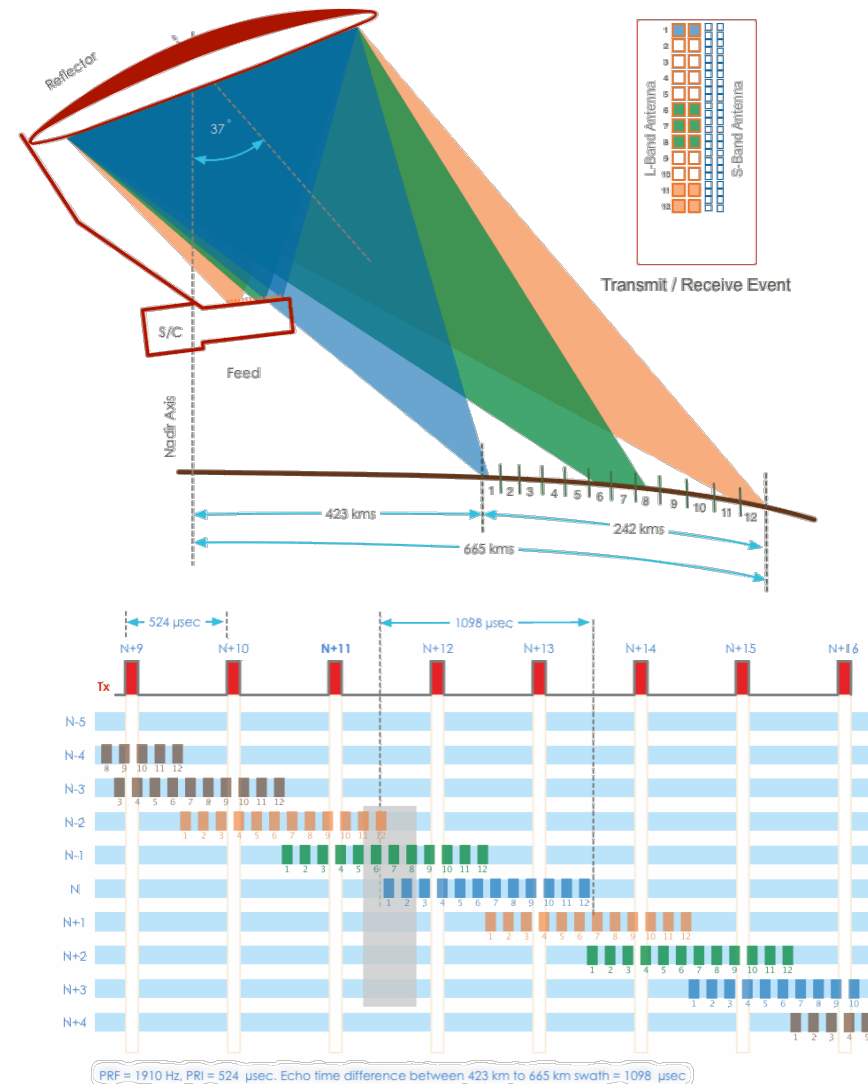 Reflector
37°
S/C
Feed
Nadir Axis
L-Band Antenna
S-Band Antenna
1
2
3
4
5
6
7
8
9
10
11
12
Transmit / Receive Event
1 2 3 4 5 6 7 8 9 10 11 12
423 kms
242 kms
665 kms
524 µsec
1098 µsec
N+9 N+10 N+11 N+12 N+13 N+14 N+15 N+16
Tx
N-5
N-4
8 9 10 11 12
N-3
3 4 5 6 7 8 9 10 11 12
N-2
1 2 3 4 5 6 7 8 9 10 11 12
N-1
1 2 3 4 5 6 7 8 9 10 11 12
N
1 2 3 4 5 6 7 8 9 10 11 12
N+1
1 2 3 4 5 6 7 8 9 10 11 12
N+2
1 2 3 4 5 6 7 8 9 10 11 12
N+3
1 2 3 4 5 6 7 8 9 10
N+4
1 2 3 4 5
PRF = 1910 Hz, PRI = 524 µsec. Echo time difference between 423 km to 665 km swath = 1098 µsec